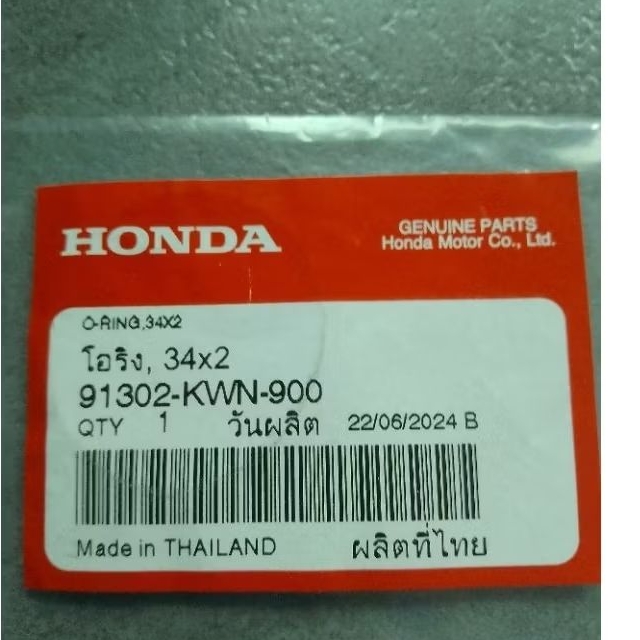 HONDA
GENUINE PARTS
Honda Motor Co., Ltd.
O-RING,34X2
โอริง, 34x2
91302-KWN-900
QTY 1 วันผลิต 22/06/2024 B
Made in THAILAND ผลิตที่ไทย